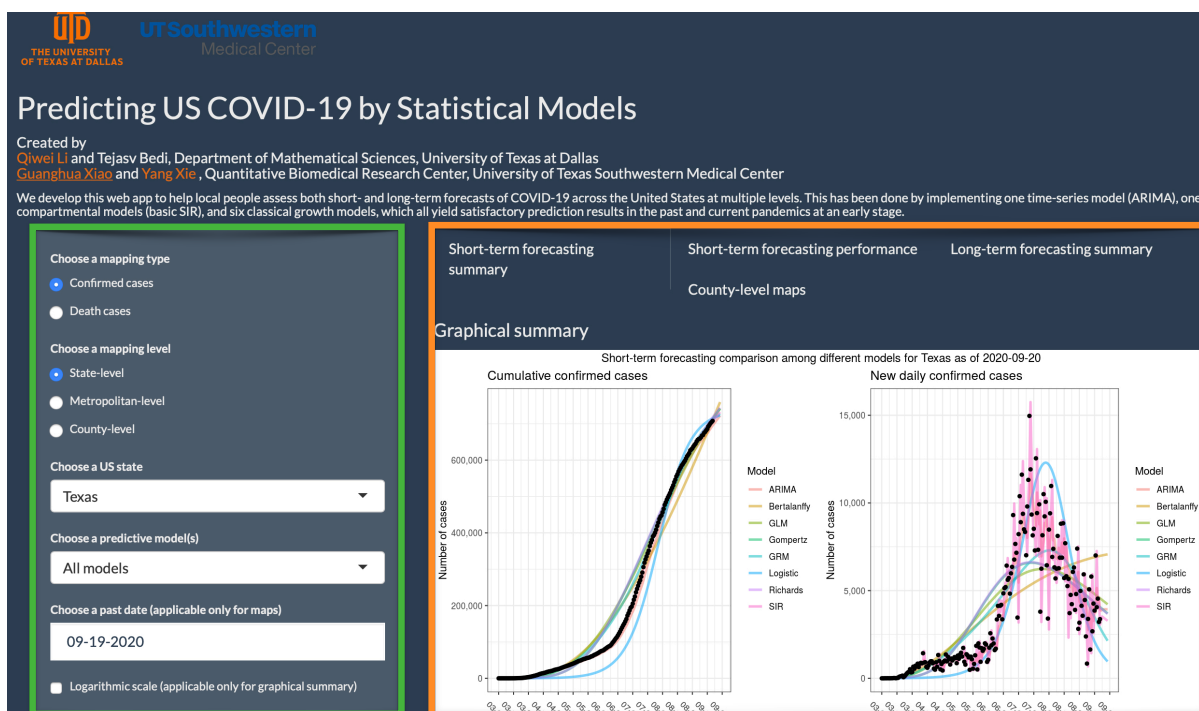 UTD
THE UNIVERSITY
OF TEXAS AT DALLAS
UTSouthwestern
Medical Center
Predicting US COVID-19 by Statistical Models
Created by
Qiwei Li and Tejasv Bedi, Department of Mathematical Sciences, University of Texas at Dallas
Guanghua Xiao and Yang Xie , Quantitative Biomedical Research Center, University of Texas Southwestern Medical Center
We develop this web app to help local people assess both short- and long-term forecasts of COVID-19 across the United States at multiple levels. This has been done by implementing one time-series model (ARIMA), one
compartmental models (basic SIR), and six classical growth models, which all yield satisfactory prediction results in the past and current pandemics at an early stage.
Choose a mapping type
Confirmed cases
Death cases
Choose a mapping level
State-level
Metropolitan-level
County-level
Choose a US state
Texas
Choose a predictive model(s)
All models
Choose a past date (applicable only for maps)
09-19-2020
Logarithmic scale (applicable only for graphical summary)
Short-term forecasting
summary
Short-term forecasting performance
Long-term forecasting summary
County-level maps
Graphical summary
Short-term forecasting comparison among different models for Texas as of 2020-09-20
Cumulative confirmed cases
Number of cases
600,000
400,000
200,000
0
Model
ARIMA
Bertalanffy
GLM
Gompertz
GRM
Logistic
Richards
SIR
New daily confirmed cases
Number of cases
15,000
10,000
5,000
0
Model
ARIMA
Bertalanffy
GLM
Gompertz
GRM
Logistic
Richards
SIR